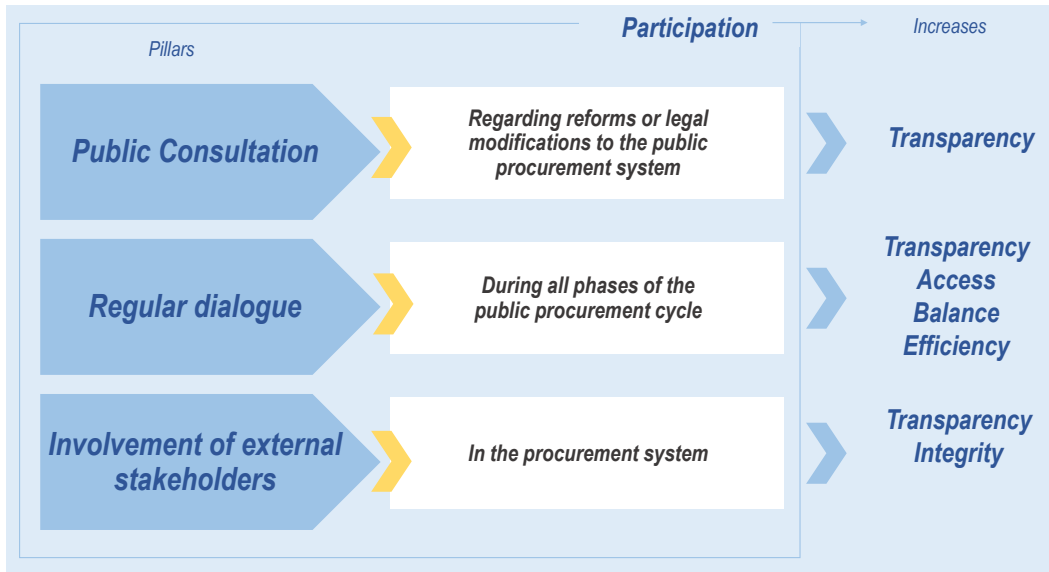 Participation
Increases
Pillars
Public Consultation
Regarding reforms or legal
modifications to the public
procurement system
Transparency
Regular dialogue
During all phases of the
public procurement cycle
Transparency
Access
Balance
Efficiency
Involvement of external
stakeholders
In the procurement system
Transparency
Integrity